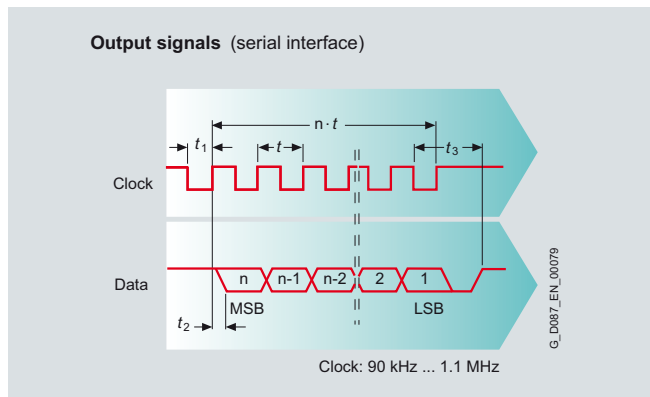 Output signals (serial interface)
n · t
t1
t
t3
Clock
Data
n
n-1
n-2
2
1
MSB
LSB
t2
G_D087_EN_00079
Clock: 90 kHz ... 1.1 MHz